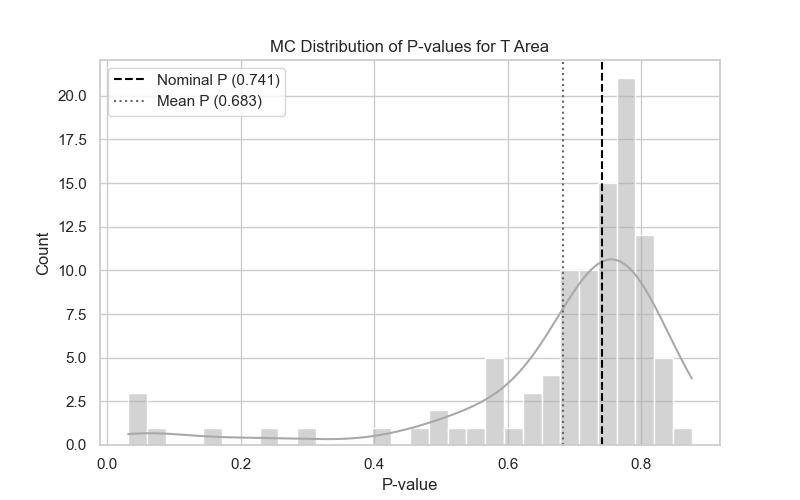 MC Distribution of P-values for T Area
Nominal P (0.741)
Mean P (0.683)
20.0
17.5
15.0
12.5
10.0
7.5
5.0
2.5
0.0
Count
0.0 0.2 0.4 0.6 0.8
P-value